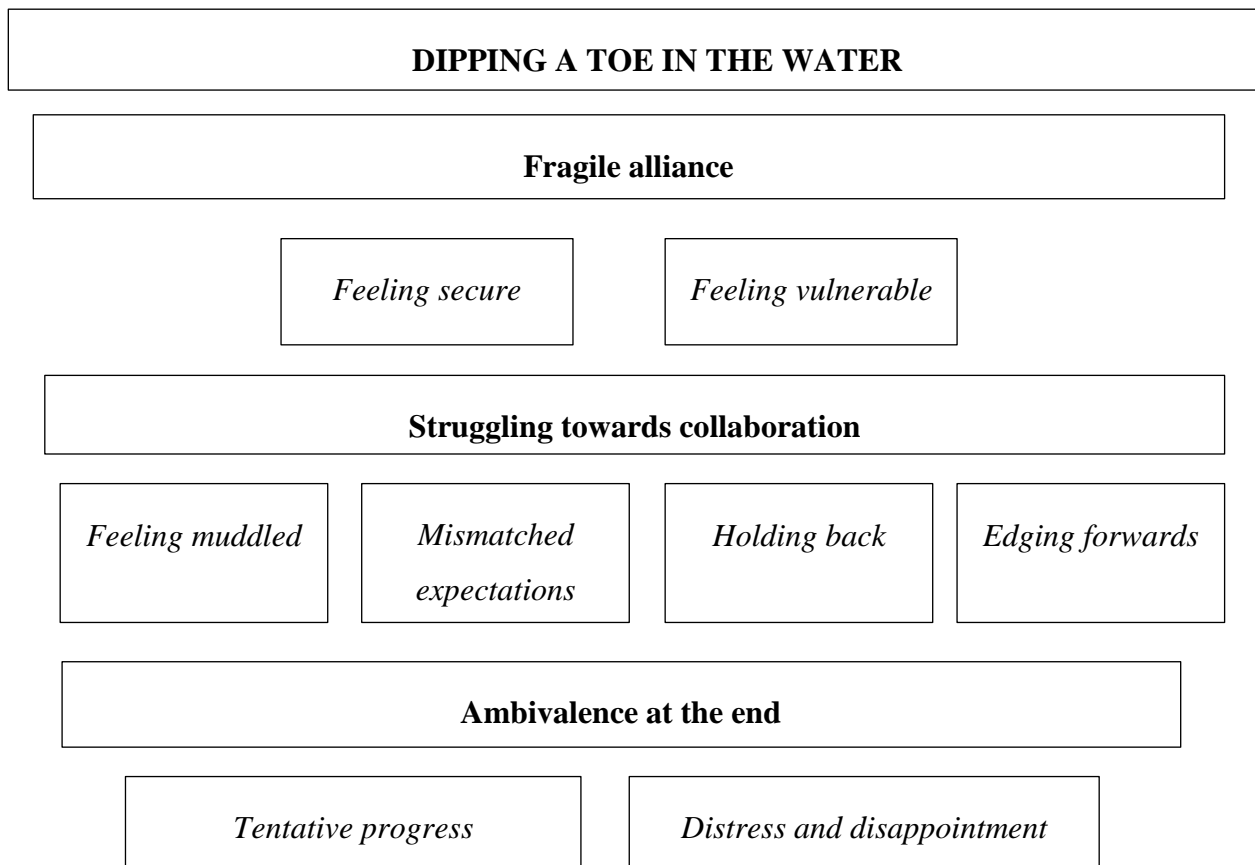 DIPPING A TOE IN THE WATER
Fragile alliance
Feeling secure
Feeling vulnerable
Struggling towards collaboration
Feeling muddled
Mismatched
expectations
Holding back
Edging forwards
Ambivalence at the end
Tentative progress
Distress and disappointment